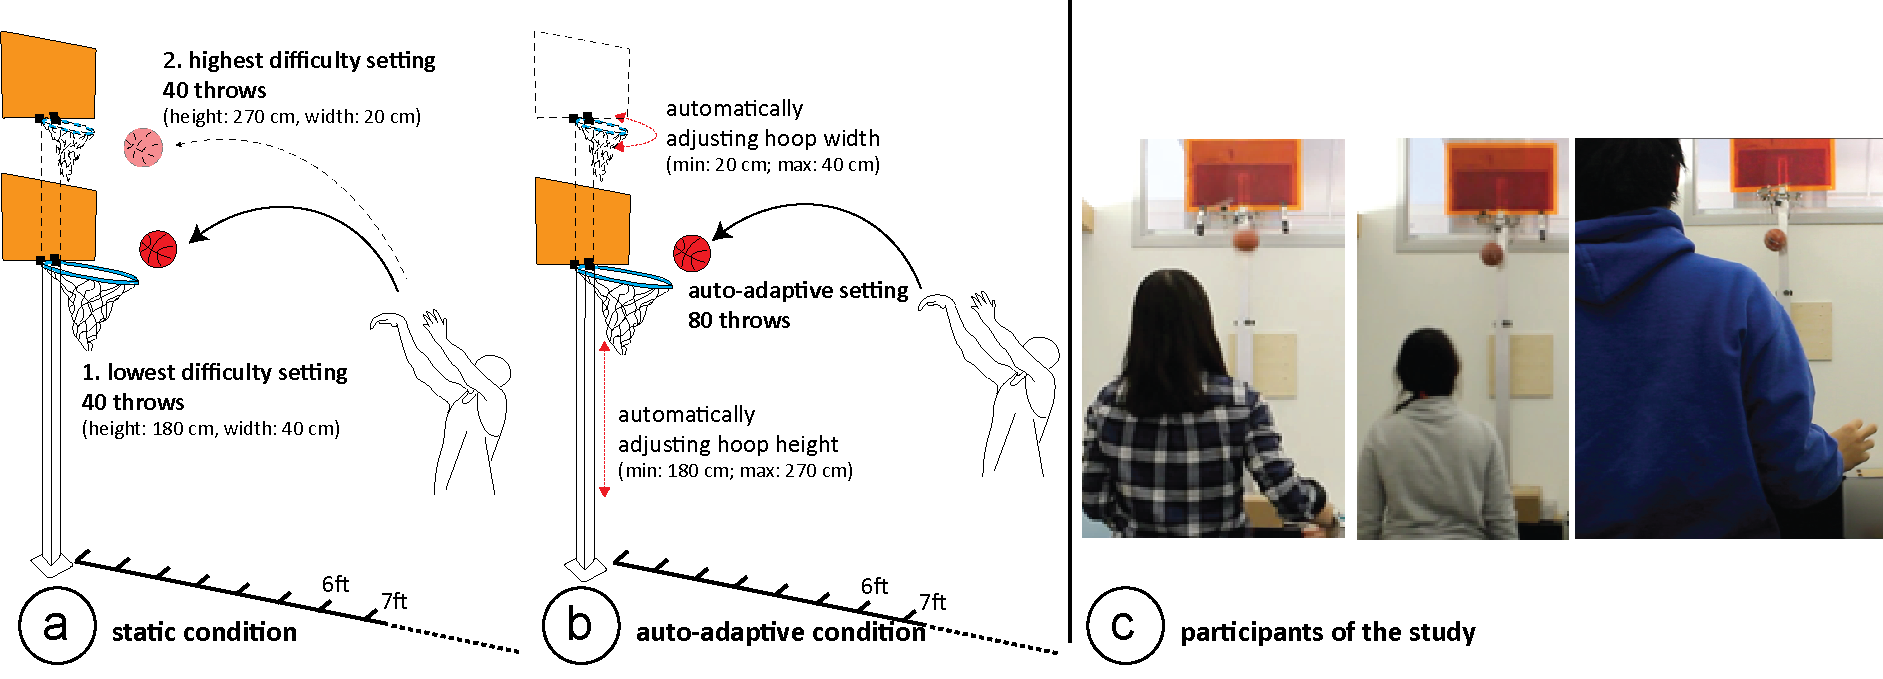 2. highest difficulty setting
40 throws
(height: 270 cm, width: 20 cm)
1. lowest difficulty setting
40 throws
(height: 180 cm, width: 40 cm)
6ft
7ft
a
static condition
automatically
adjusting hoop width
(min: 20 cm; max: 40 cm)
auto-adaptive setting
80 throws
automatically
adjusting hoop height
(min: 180 cm; max: 270 cm)
6ft
7ft
b
auto-adaptive condition
c
participants of the study